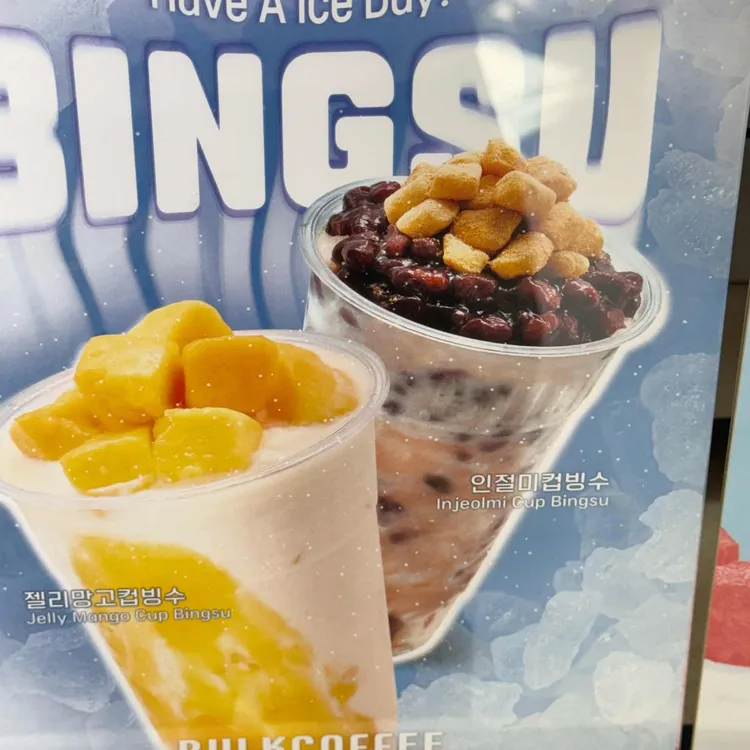 Have A Ice Day!
BINGSU
인절미컵빙수
Injeolmi Cup Bingsu
젤리망고컵빙수
Jelly Mango Cup Bingsu
BULKCOFFEE